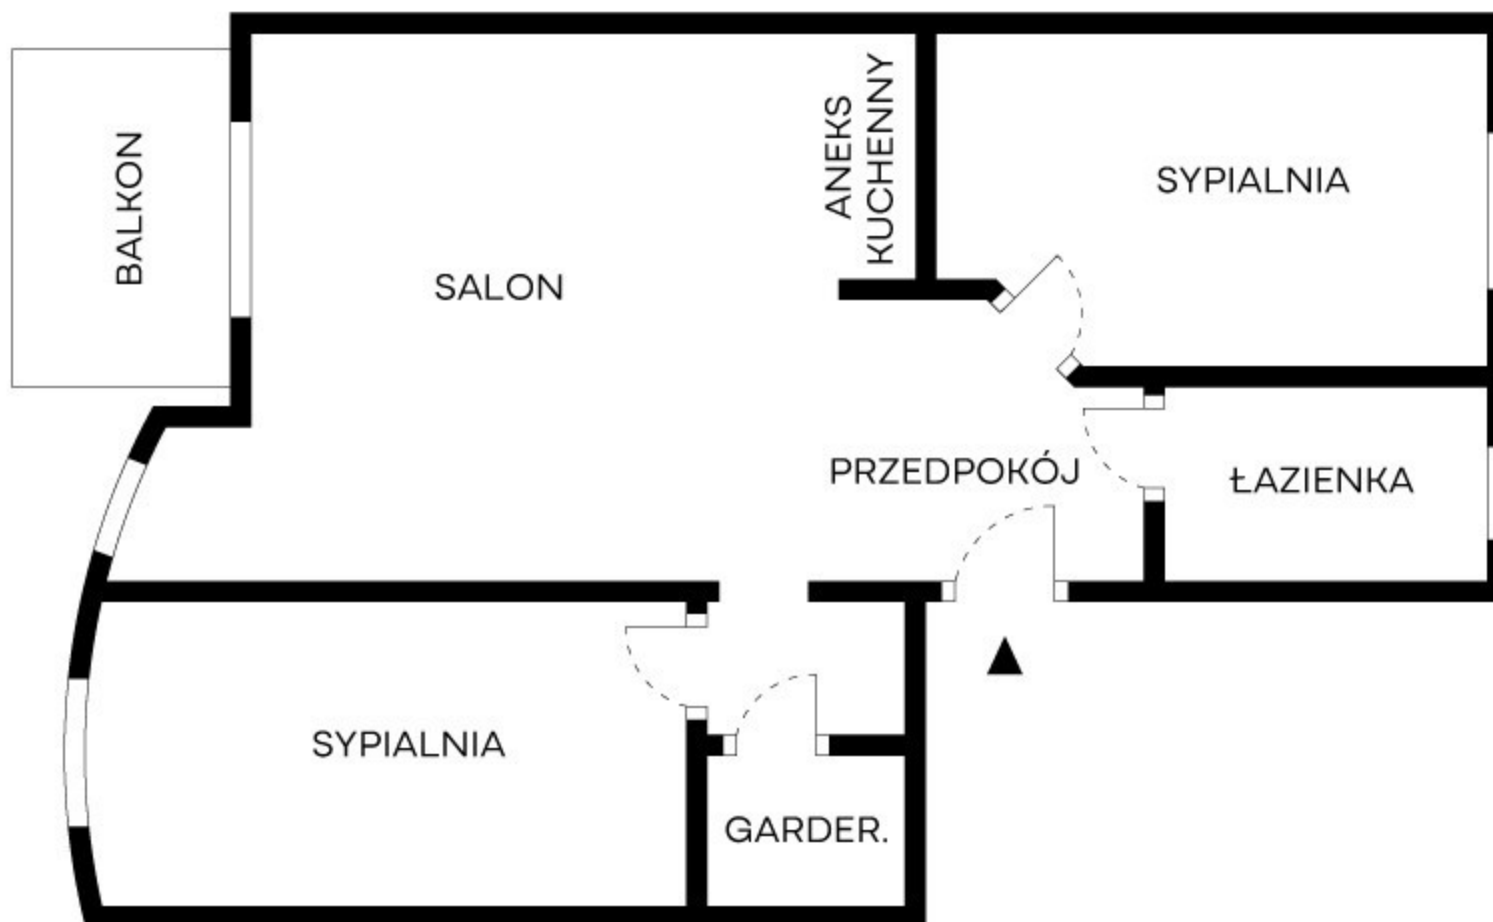 BALKON
SALON
ANEKS
KUCHENNY
SYPIALNIA
PRZEDPOKÓJ
ŁAZIENKA
SYPIALNIA
GARDER.